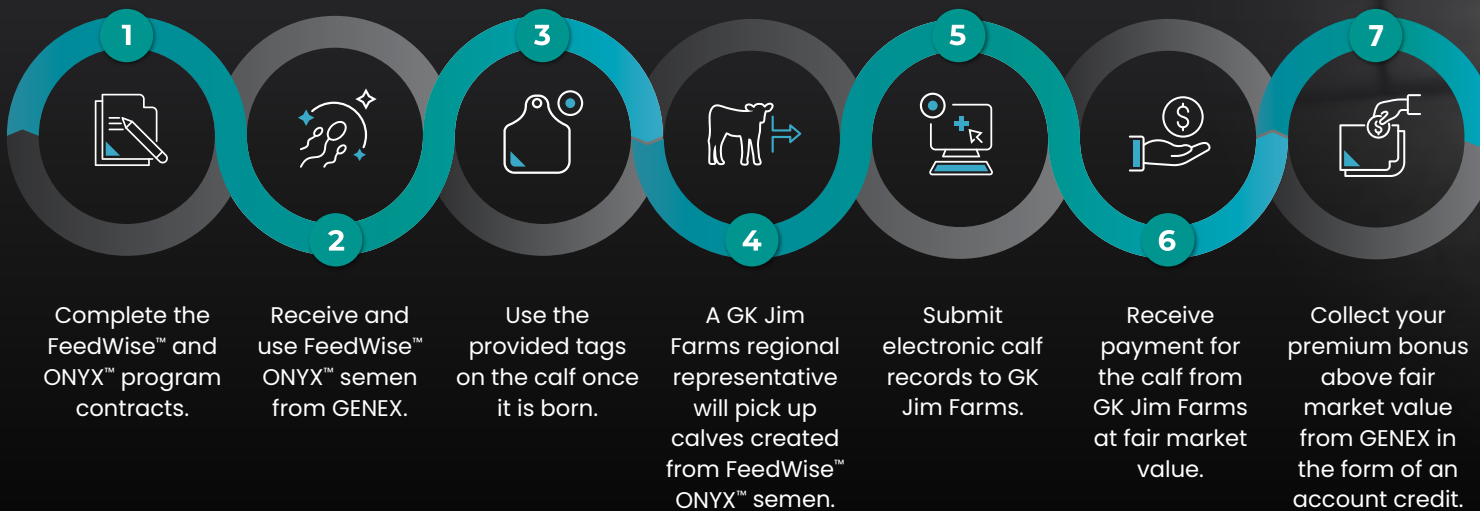 1
Complete the
FeedWise™ and
ONYX™ program
contracts.
2
Receive and
use FeedWise™
ONYX™ semen
from GENEX.
3
Use the
provided tags
on the calf once
it is born.
4
A GK Jim
Farms regional
representative
will pick up
calves created
from FeedWise™
ONYX™ semen.
5
Submit
electronic calf
records to GK
Jim Farms.
6
Receive
payment for
the calf from
GK Jim Farms
at fair market
value.
$
7
Collect your
premium bonus
above fair
market value
from GENEX in
the form of an
account credit.
$